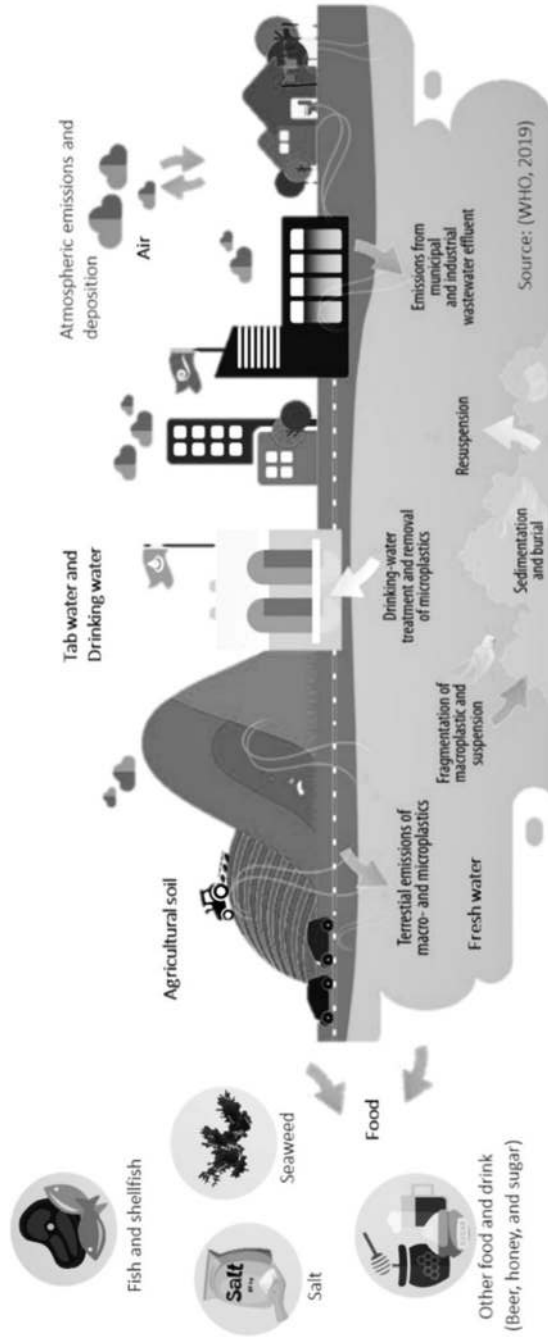 Atmospheric emissions and
deposition
Air
Tab water and
Drinking water
Agricultural soil
Fish and shellfish
Seaweed
Salt
Salt
Food
Other food and drink
(Beer, honey, and sugar)
Terrestial emissions of
macro- and microplastics
Fresh water
Fragmentation of
macroplastic and
suspension
Drinking-water
treatment and removal
of microplastics
Sedimentation
and burial
Resuspension
Emissions from
municipal
and industrial
wastewater effluent
Source: (WHO, 2019)